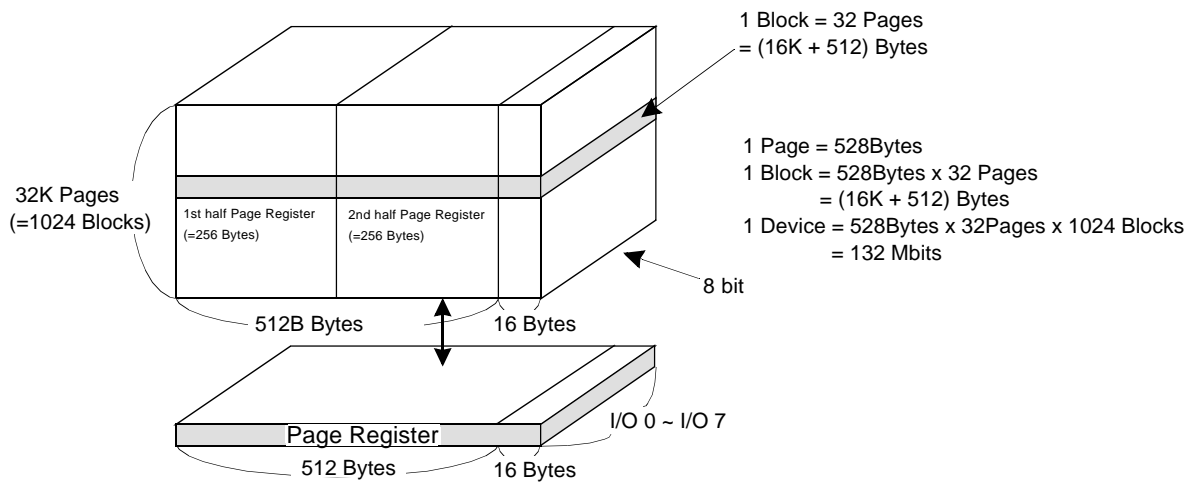 1 Block = 32 Pages
= (16K + 512) Bytes
1 Page = 528Bytes
1 Block = 528Bytes x 32 Pages
= (16K + 512) Bytes
1 Device = 528Bytes x 32Pages x 1024 Blocks
= 132 Mbits
32K Pages
(=1024 Blocks)
1st half Page Register
(=256 Bytes)
2nd half Page Register
(=256 Bytes)
8 bit
512B Bytes
16 Bytes
I/O 0 ~ I/O 7
Page Register
512 Bytes
16 Bytes